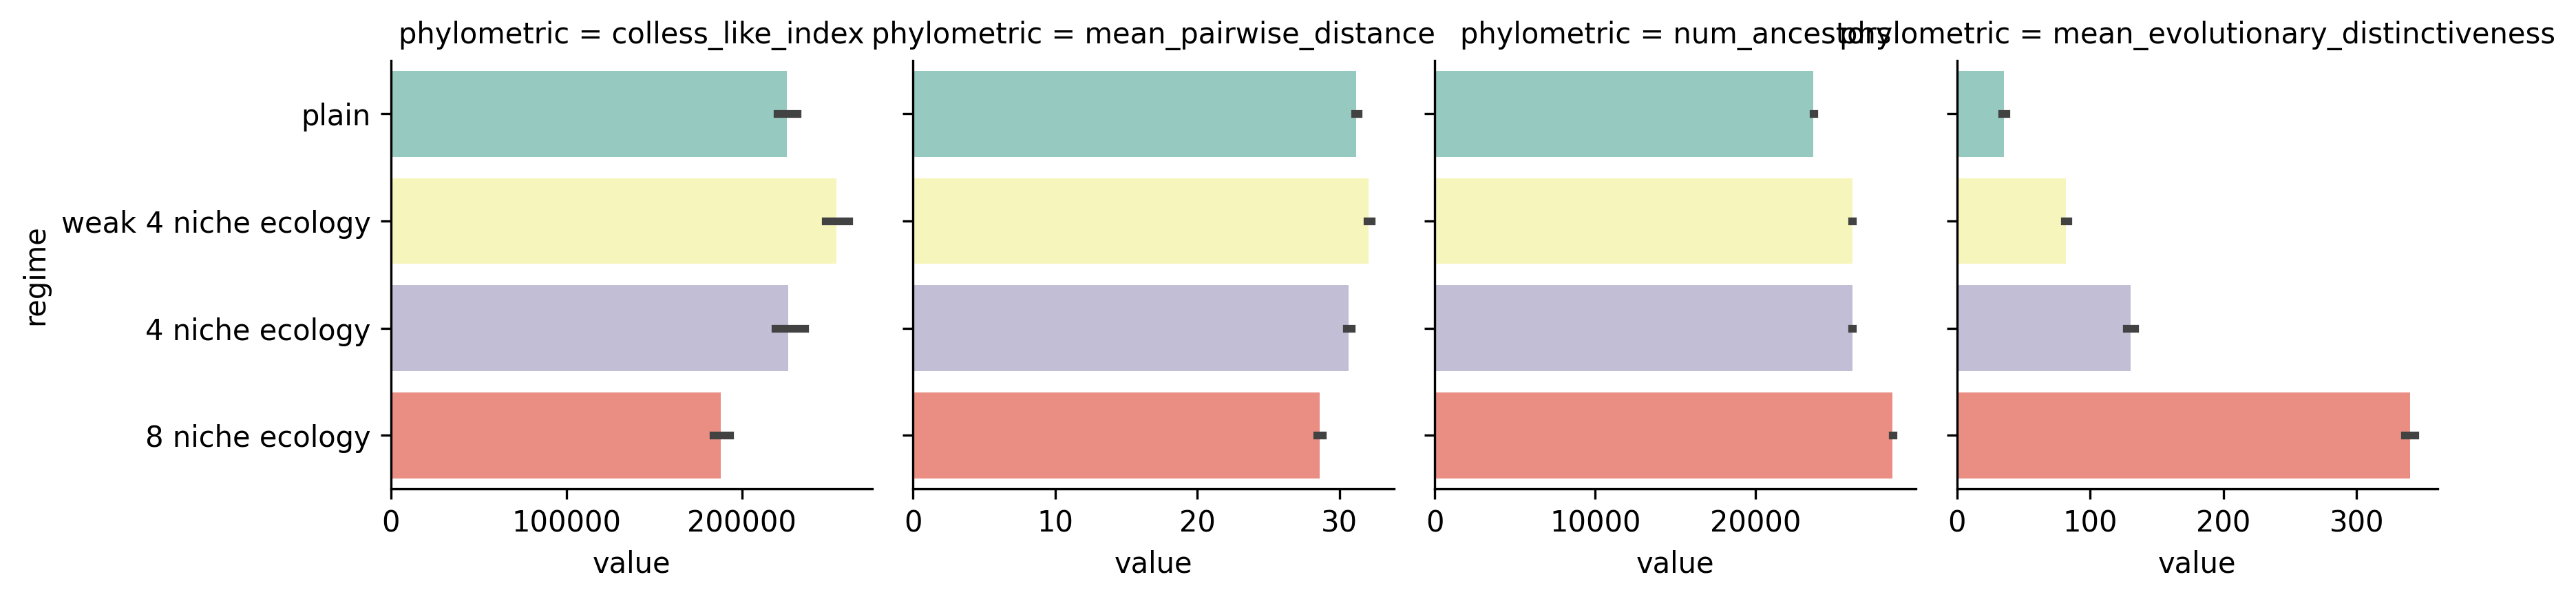 phylometric = colless_like_index
phylometric = mean_pairwise_distance
phylometric = num_ancestors
phylometric = mean_evolutionary_distinctiveness
regime
plain
weak 4 niche ecology
4 niche ecology
8 niche ecology
0 100000 200000
value
0 10 20 30
value
0 10000 20000
value
0 100 200 300
value